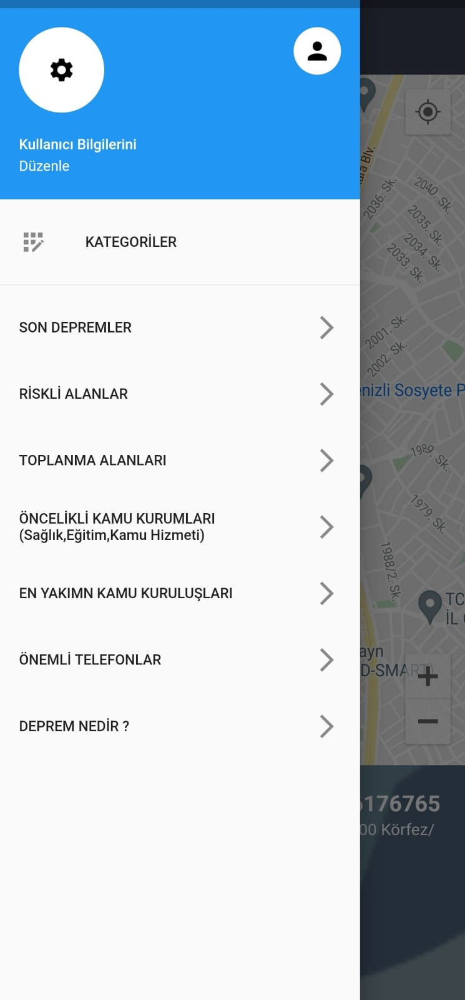 Kullanıcı Bilgilerini
Düzenle
KATEGORİLER
SON DEPREMLER
RİSKLİ ALANLAR
TOPLANMA ALANLARI
ÖNCELİKLİ KAMU KURUMLARI
(Sağlık,Eğitim,Kamu Hizmeti)
EN YAKIMN KAMU KURULUŞLARI
ÖNEMLİ TELEFONLAR
DEPREM NEDİR ?
Blv.
2036. Sk.
2040. Sk.
2035. Sk.
2034. Sk.
2033. Sk.
2001. Sk.
2002. Sk.
enizli Sosyete P
1989. Sk.
1979. Sk.
1988/2. Sk.
TC
İL
ayn
D-SMART)
176765
00 Körfez/